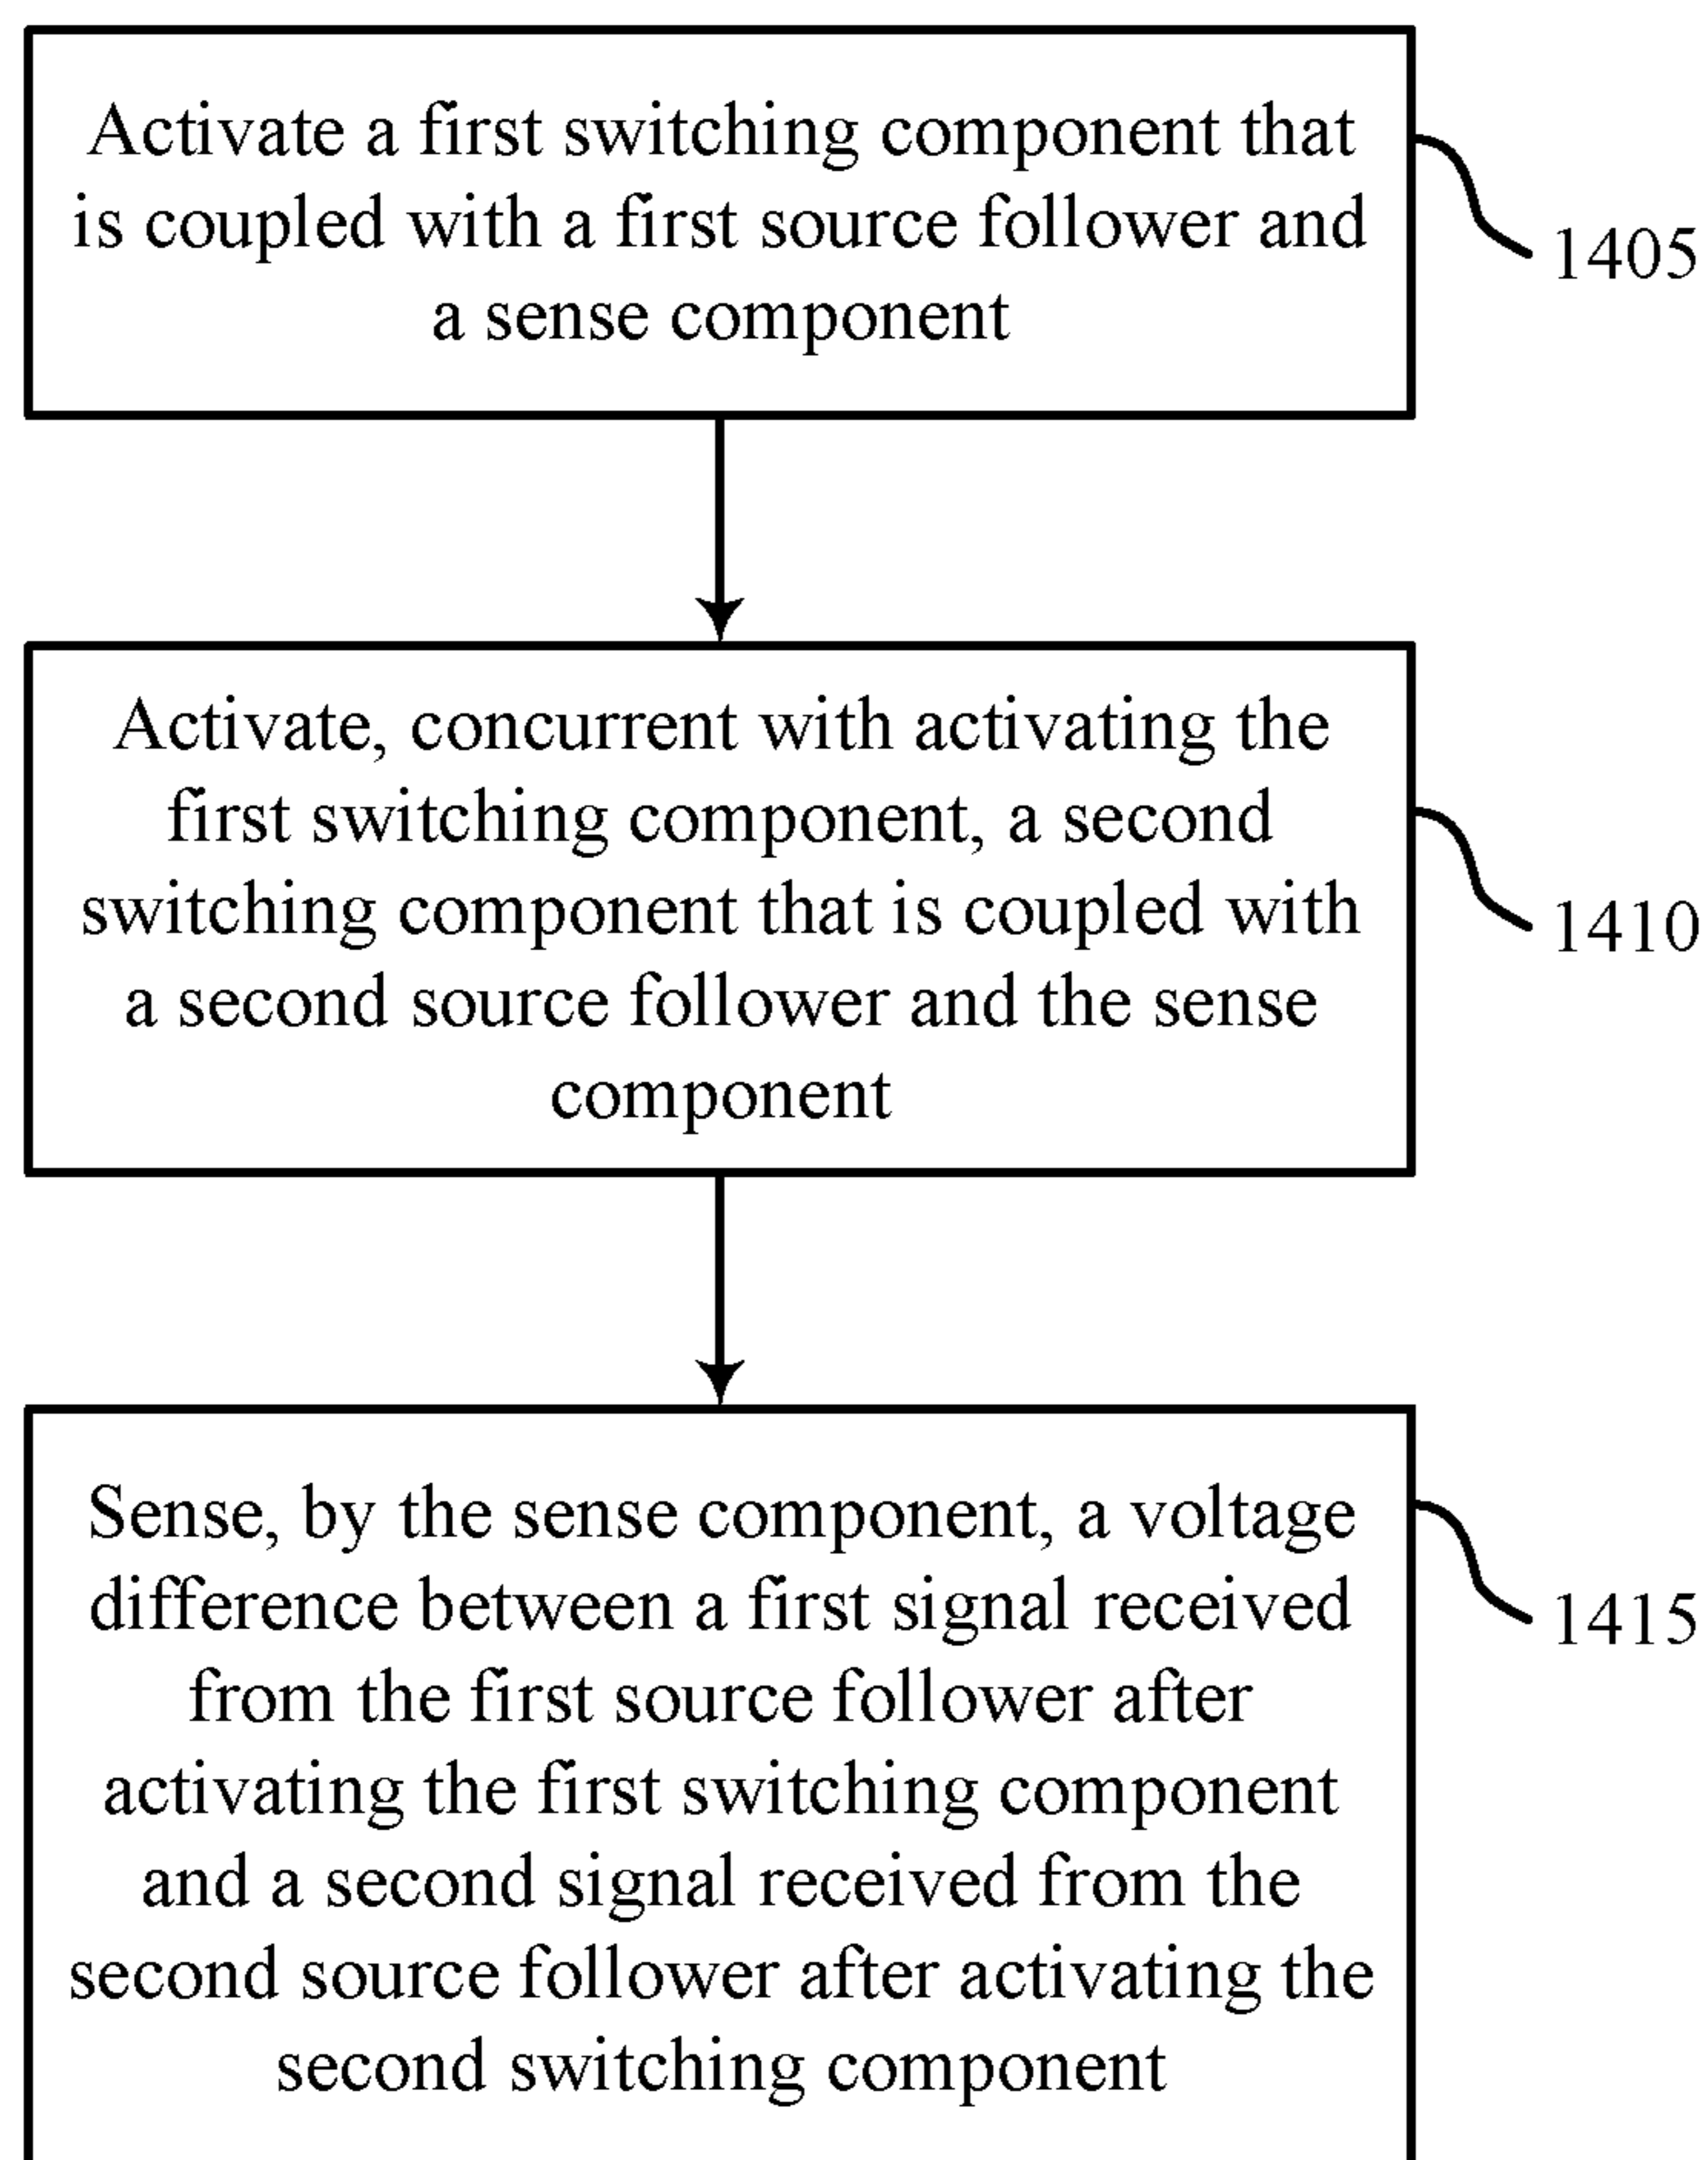 Activate a first switching component that
is coupled with a first source follower and
a sense component
1405
Activate, concurrent with activating the
first switching component, a second
switching component that is coupled with
a second source follower and the sense
component
1410
Sense, by the sense component, a voltage
difference between a first signal received
from the first source follower after
activating the first switching component
and a second signal received from the
second source follower after activating the
second switching component
1415